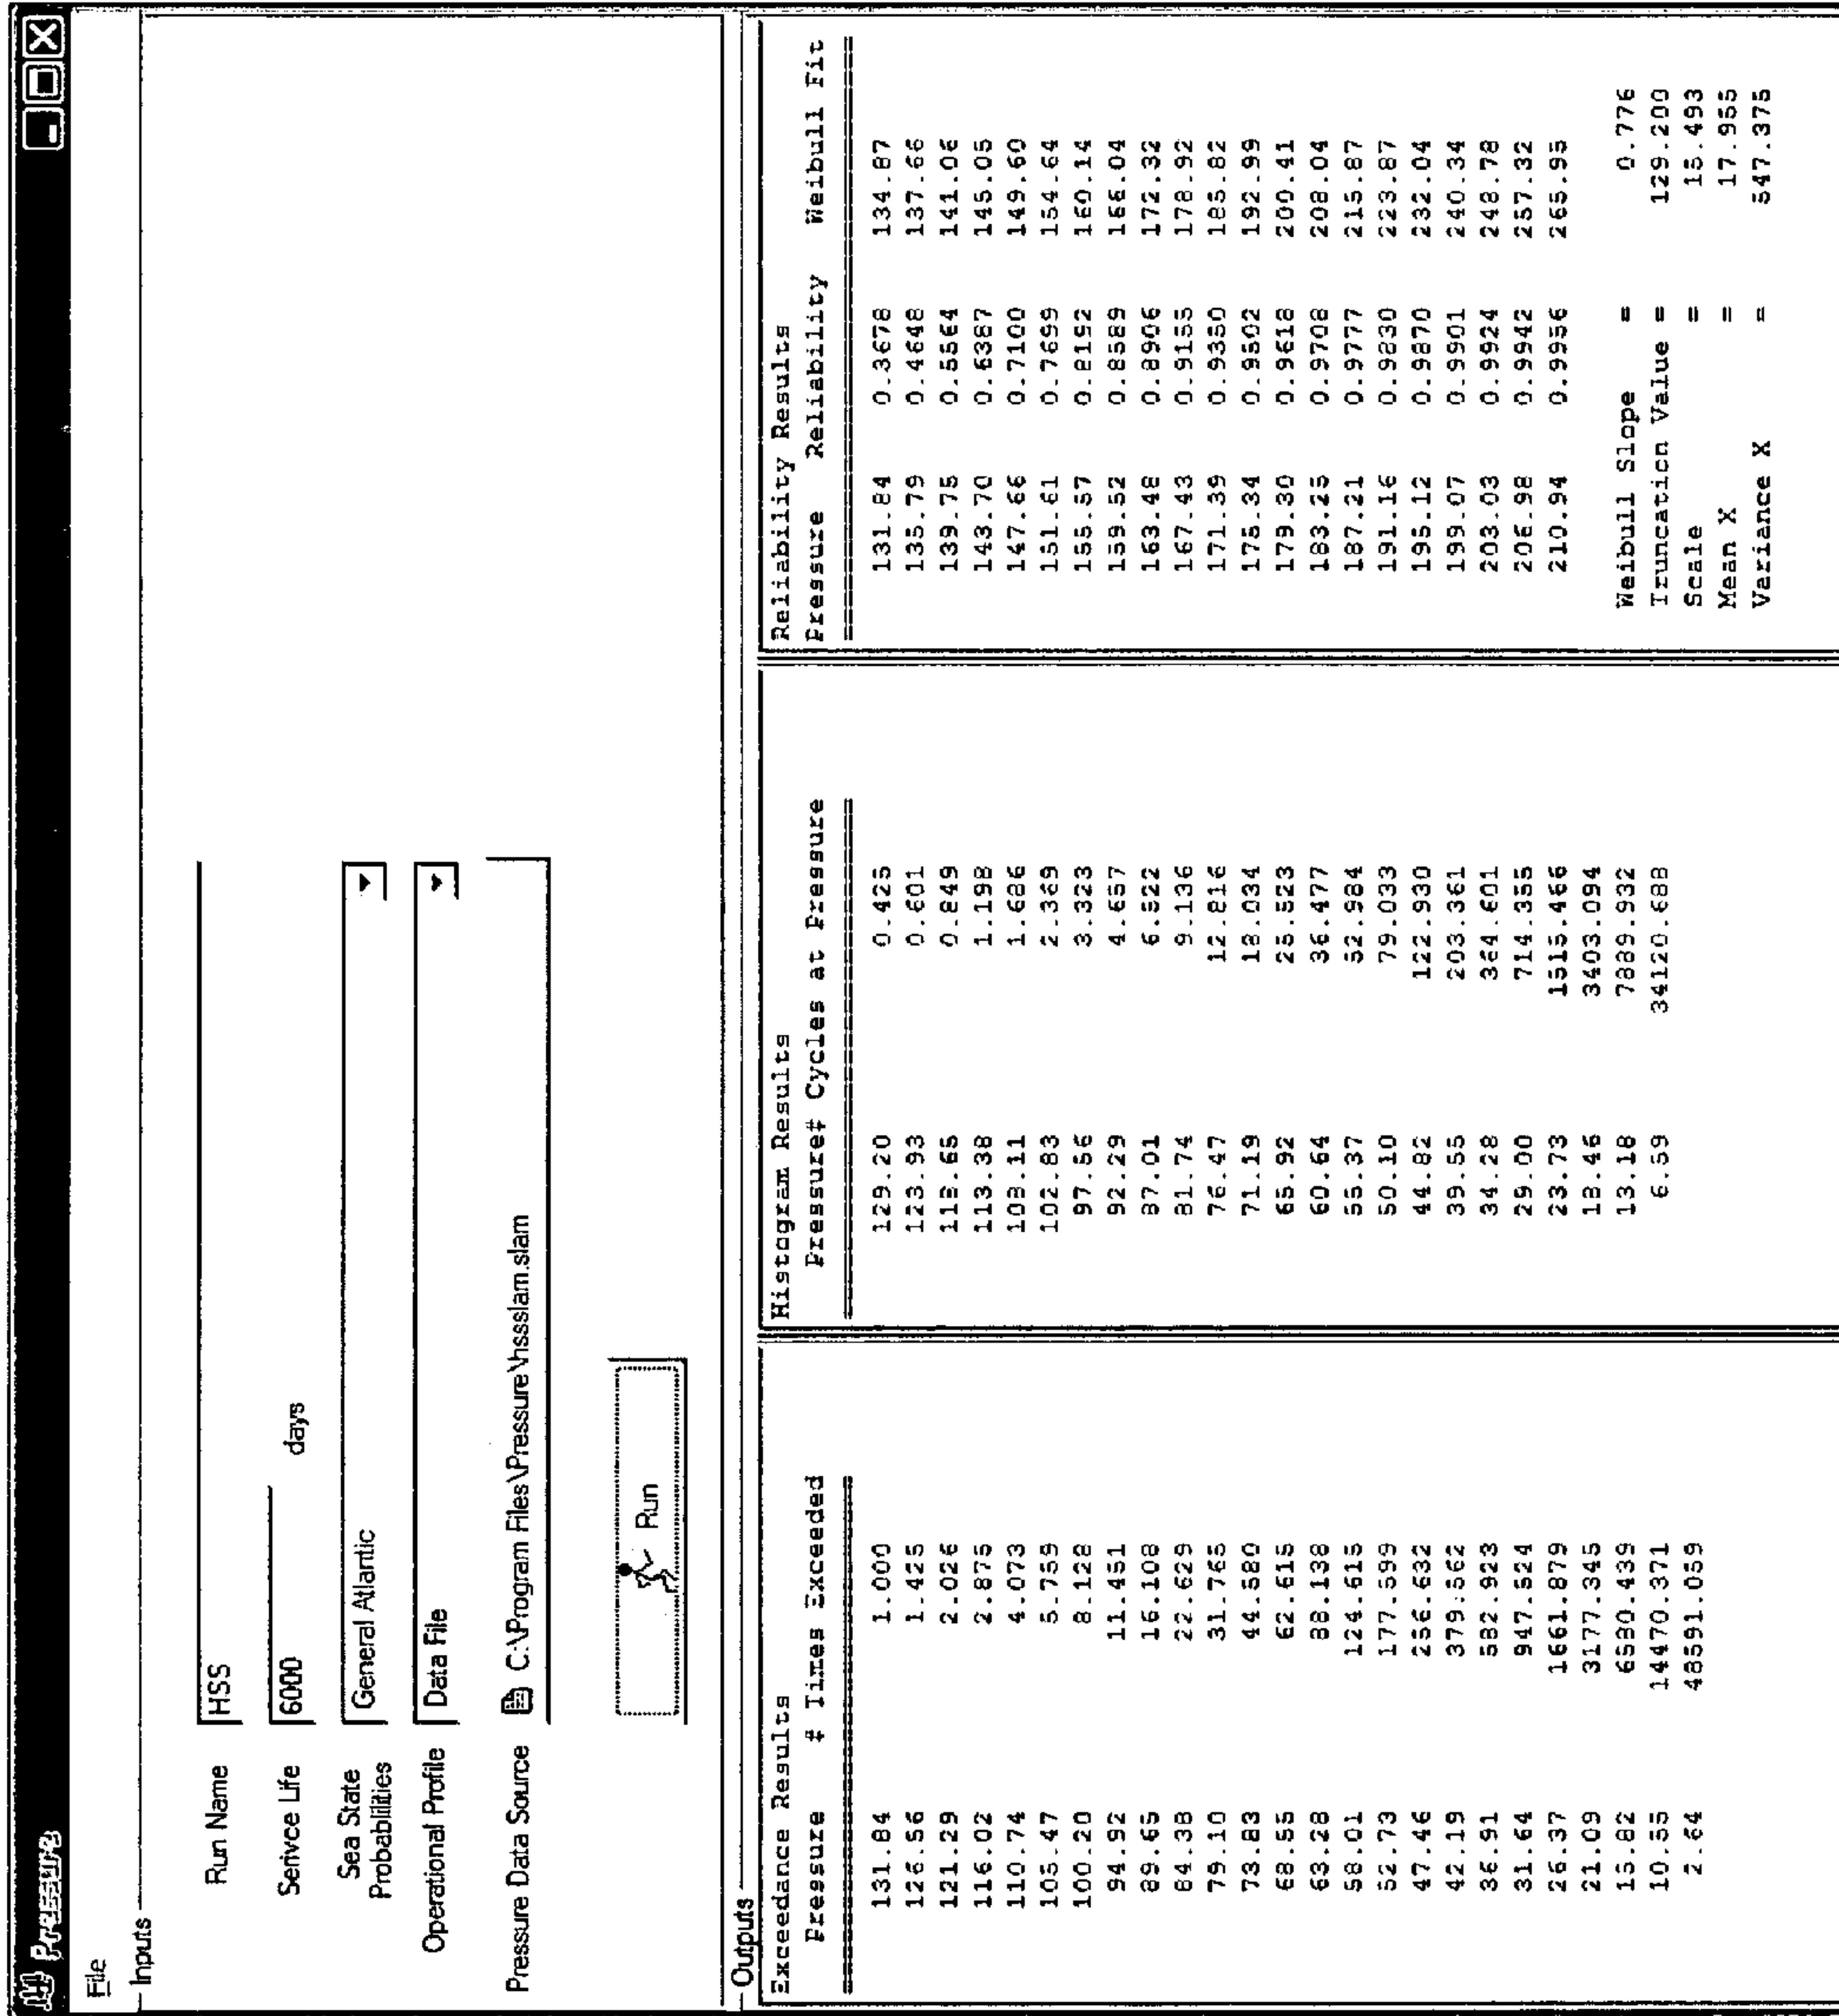 Pressure
File
Inputs
Run Name HSS
Serivce Life 6000 days
Sea State
Probabilities General Atlantic
Operational Profile Data File
Pressure Data Source C:\Program Files\Pressure\hssslam.slam
Run
Outputs
Exceedance Results
Pressure # Times Exceeded
131.84 1.000
126.56 1.425
121.29 2.026
116.02 2.875
110.74 4.073
105.47 5.759
100.20 8.128
94.92 11.451
89.65 16.108
84.38 22.629
79.10 31.765
73.83 44.580
68.55 62.615
63.28 88.138
58.01 124.615
52.73 177.599
47.46 256.632
42.19 379.562
36.91 582.923
31.64 947.524
26.37 1661.879
21.09 3177.345
15.82 6580.439
10.55 14470.371
2.64 48591.059
Histogram Results
Pressure# Cycles at Pressure
129.20 0.425
123.93 0.601
118.65 0.849
113.38 1.198
108.11 1.686
102.83 2.369
97.56 3.323
92.29 4.657
87.01 6.522
81.74 9.136
76.47 12.816
71.19 18.034
65.92 25.523
60.64 36.477
55.37 52.984
50.10 79.033
44.82 122.930
39.55 203.361
34.28 364.601
29.00 714.355
23.73 1515.466
18.46 3403.094
13.18 7889.932
6.59 34120.688
Reliability Results
Pressure Reliability Weibull Fit
131.84 0.3678 134.87
135.79 0.4648 137.66
139.75 0.5564 141.06
143.70 0.6387 145.05
147.66 0.7100 149.60
151.61 0.7699 154.64
155.57 0.8192 160.14
159.52 0.8589 166.04
163.48 0.8906 172.32
167.43 0.9155 178.92
171.39 0.9350 185.82
175.34 0.9502 192.99
179.30 0.9618 200.41
183.25 0.9708 208.04
187.21 0.9777 215.87
191.16 0.9830 223.87
195.12 0.9870 232.04
199.07 0.9901 240.34
203.03 0.9924 248.78
206.98 0.9942 257.32
210.94 0.9956 265.95
Weibull Slope = 0.776
Truncation Value = 129.200
Scale = 15.493
Mean X = 17.955
Variance X = 547.375